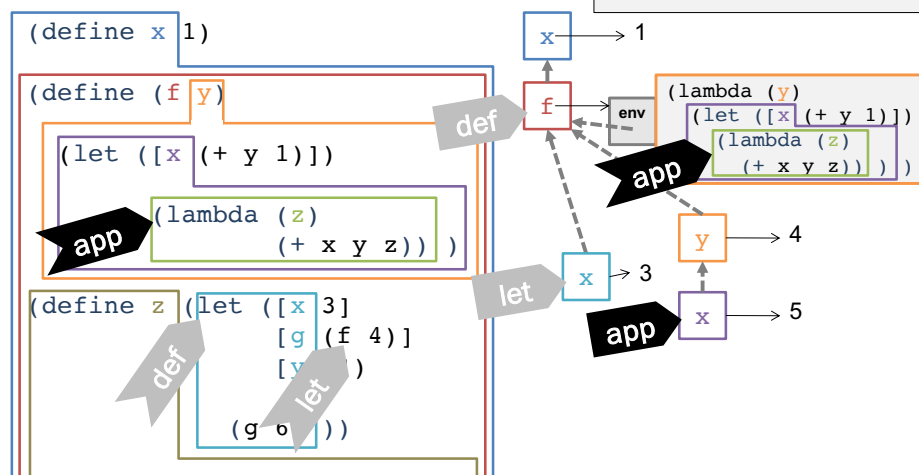 (define x 1)
(define (f y)
(let ([x (+ y 1)])
(lambda (z)
(+ x y z)) )
app
(define z (let ([x 3]
[g (f 4)]
[y )
(g 6 ))
def
let
x
1
def
f
env
(lambda (y)
(let ([x (+ y 1)])
(lambda (z)
(+ x y z)) ) )
app
y
4
let
x
3
app
x
5